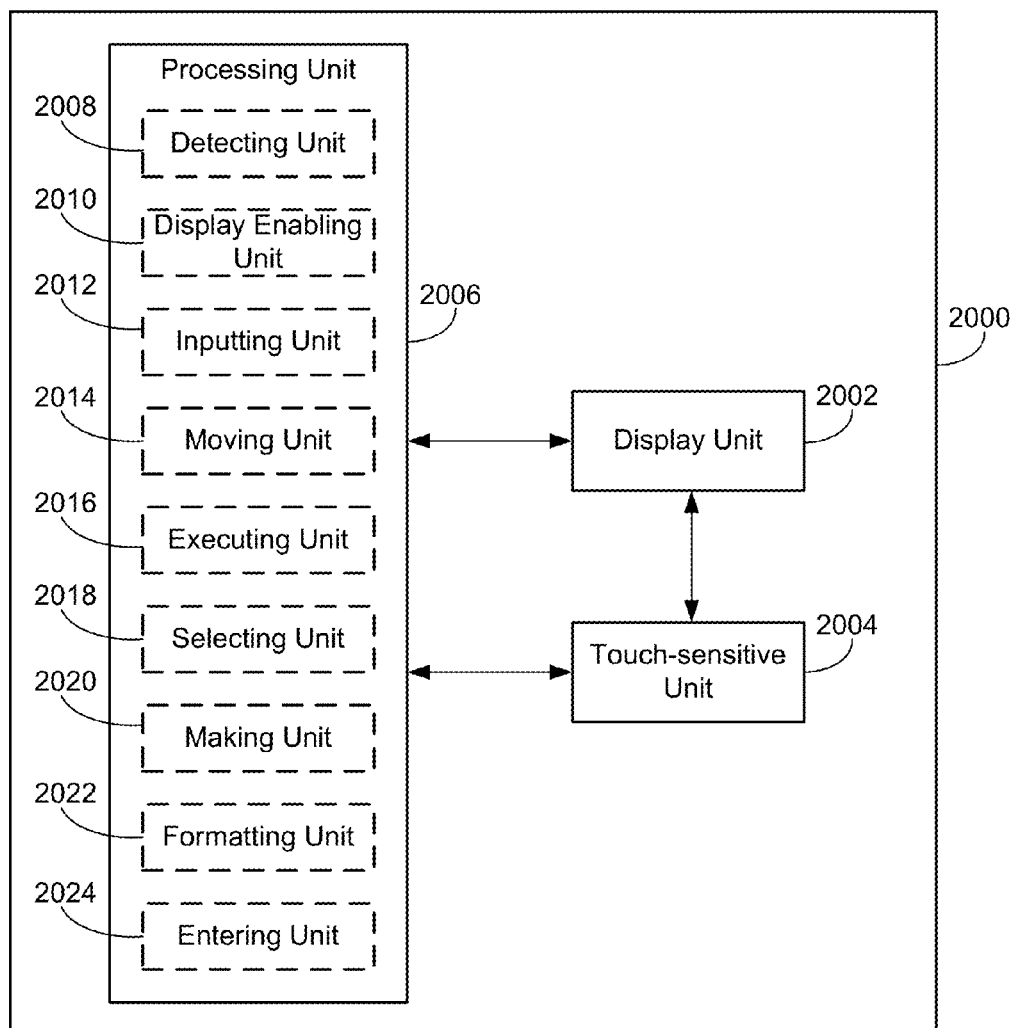 Processing Unit
2008
Detecting Unit
2010
Display Enabling
Unit
2012
Inputting Unit
2006
2000
2014
Moving Unit
2002
Display Unit
2016
Executing Unit
2018
Selecting Unit
2004
Touch-sensitive
Unit
2020
Making Unit
2022
Formatting Unit
2024
Entering Unit